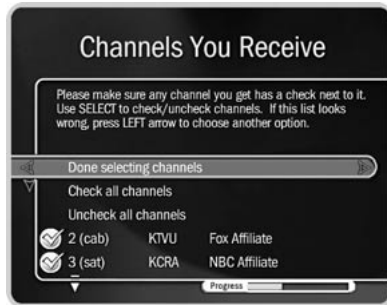 Channels You Receive
Please make sure any channel you get has a check next to it.
Use SELECT to check/uncheck channels. If this list looks
wrong, press LEFT arrow to choose another option.
Done selecting channels
Check all channels
Uncheck all channels
2 (cab) KTVU Fox Affiliate
3 (sat) KCRA NBC Affiliate
Progress